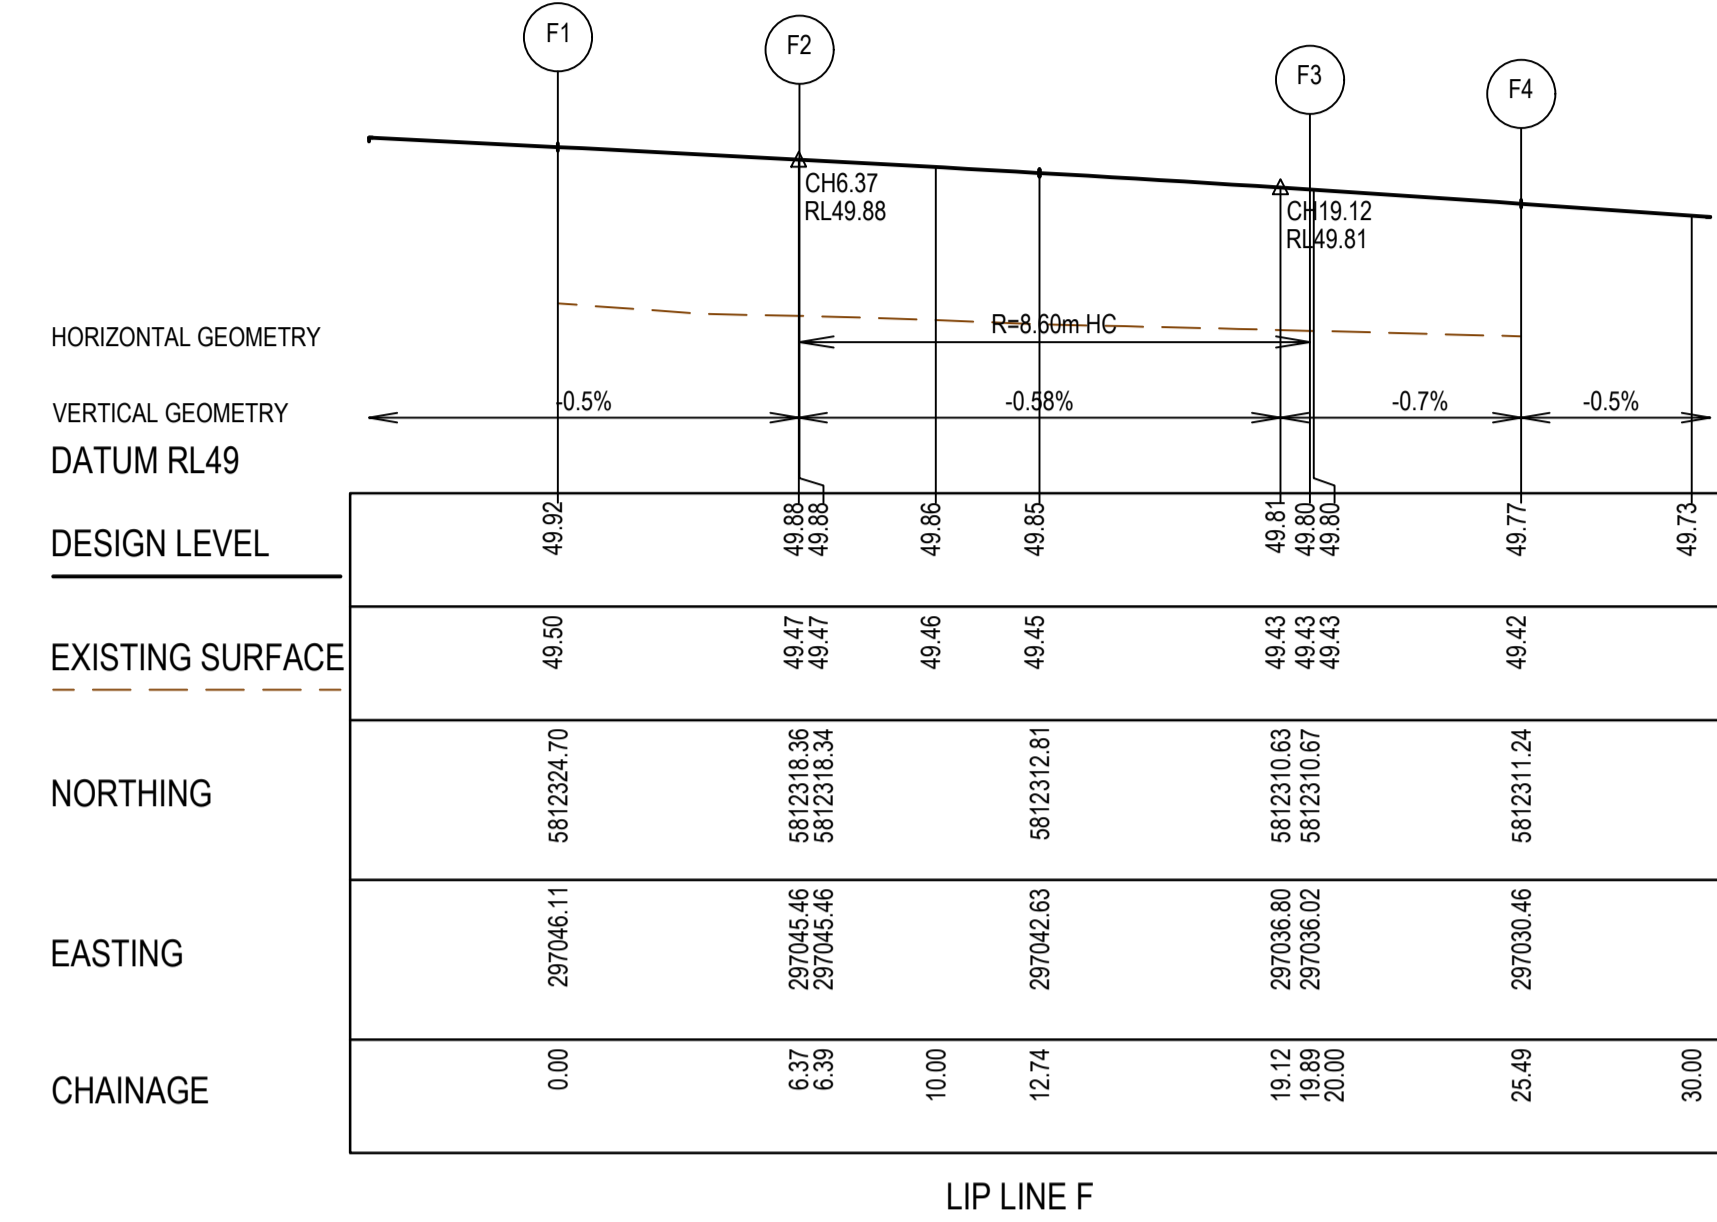 F1
F2
F3
F4
CH6.37
RL49.88
CH19.12
RL49.81
HORIZONTAL GEOMETRY
R=8.60m HC
VERTICAL GEOMETRY
-0.5%
-0.58%
-0.7%
-0.5%
DATUM RL49
DESIGN LEVEL
49.92
49.88
49.88
49.86
49.85
49.81
49.80
49.80
49.77
49.73
EXISTING SURFACE
49.50
49.47
49.47
49.46
49.45
49.43
49.43
49.43
49.42
NORTHING
5812324.70
5812318.36
5812318.34
5812312.81
5812310.63
5812310.67
5812311.24
EASTING
297046.11
297045.46
297045.46
297042.63
297036.80
297036.02
297030.46
CHAINAGE
0.00
6.37
6.39
10.00
12.74
19.12
19.89
20.00
25.49
30.00
LIP LINE F